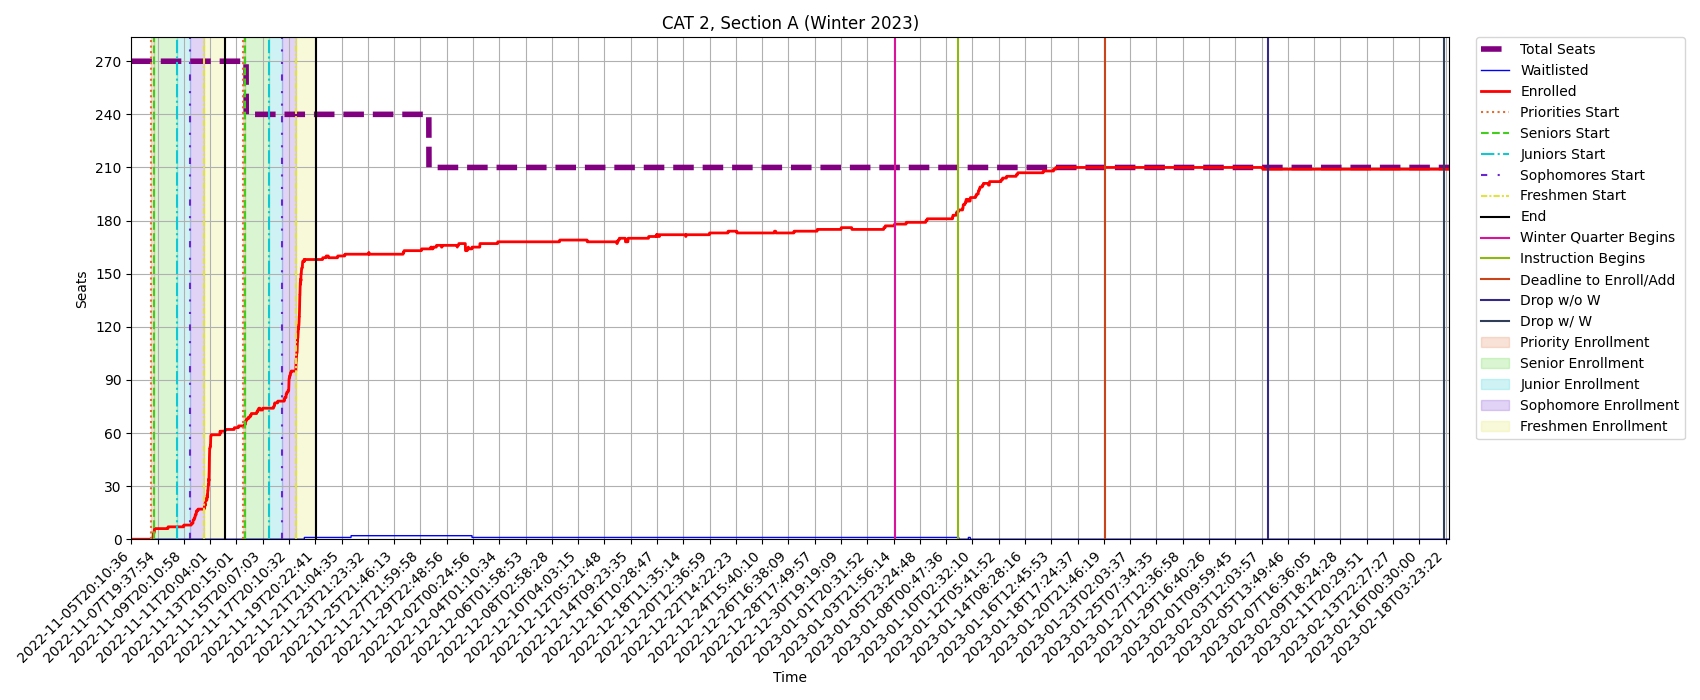 CAT 2, Section A (Winter 2023)
Seats
270
240
210
180
150
120
90
60
30
0
2022-11-05T20:10:36
2022-11-07T19:37:54
2022-11-09T20:10:58
2022-11-11T20:04:01
2022-11-13T20:15:01
2022-11-15T20:07:03
2022-11-17T20:10:32
2022-11-19T20:22:41
2022-11-21T21:04:35
2022-11-23T21:23:32
2022-11-25T21:46:13
2022-11-27T21:59:58
2022-11-29T22:48:56
2022-12-02T00:24:56
2022-12-04T01:10:34
2022-12-06T01:58:53
2022-12-08T02:58:28
2022-12-10T04:03:15
2022-12-12T05:21:48
2022-12-14T09:23:35
2022-12-16T10:28:47
2022-12-18T11:35:14
2022-12-20T12:36:59
2022-12-22T14:22:23
2022-12-24T15:40:10
2022-12-26T16:38:09
2022-12-28T17:49:57
2022-12-30T19:19:09
2023-01-01T20:31:52
2023-01-03T21:56:14
2023-01-05T23:24:48
2023-01-08T00:47:36
2023-01-10T02:32:10
2023-01-12T05:41:52
2023-01-14T08:28:16
2023-01-16T12:45:53
2023-01-18T17:24:37
2023-01-20T21:46:19
2023-01-23T02:03:37
2023-01-25T07:34:35
2023-01-27T12:36:58
2023-01-29T16:40:26
2023-02-01T09:59:45
2023-02-03T12:03:57
2023-02-05T13:49:46
2023-02-07T16:36:05
2023-02-09T18:24:28
2023-02-11T20:29:51
2023-02-13T22:27:27
2023-02-16T00:30:00
2023-02-18T03:23:22
Time
Total Seats
Waitlisted
Enrolled
Priorities Start
Seniors Start
Juniors Start
Sophomores Start
Freshmen Start
End
Winter Quarter Begins
Instruction Begins
Deadline to Enroll/Add
Drop w/o W
Drop w/ W
Priority Enrollment
Senior Enrollment
Junior Enrollment
Sophomore Enrollment
Freshmen Enrollment